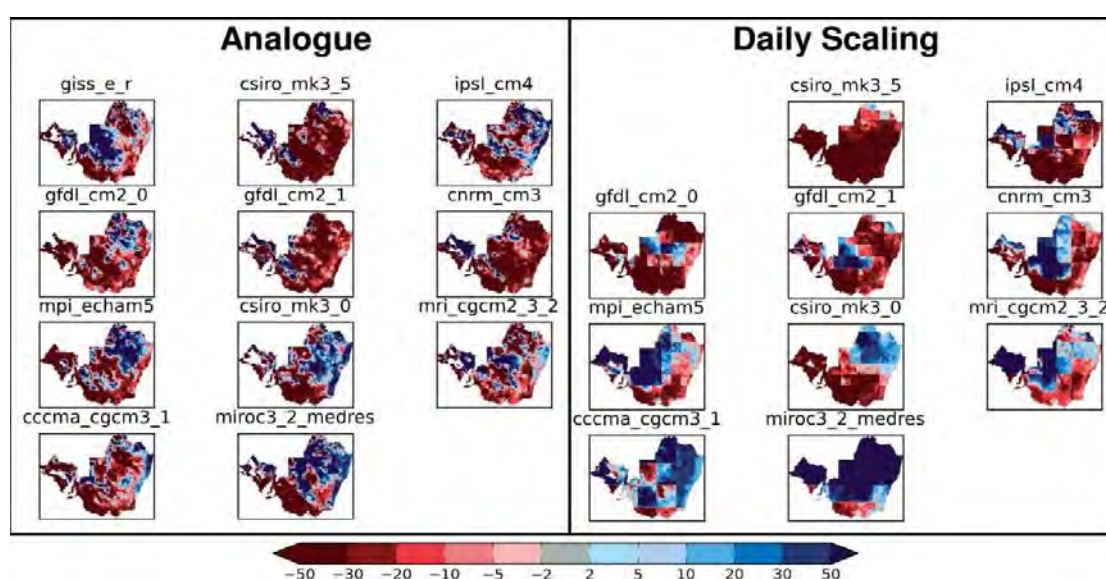 Analogue
giss_e_r csiro_mk3_5 ipsl_cm4
gfdl_cm2_0 gfdl_cm2_1 cnrm_cm3
mpi_echam5 csiro_mk3_0 mri_cgcm2_3_2
cccma_cgcm3_1 miroc3_2_medres
Daily Scaling
csiro_mk3_5 ipsl_cm4
gfdl_cm2_0 gfdl_cm2_1 cnrm_cm3
mpi_echam5 csiro_mk3_0 mri_cgcm2_3_2
cccma_cgcm3_1 miroc3_2_medres
−50 −30 −20 −10 −5 −2 2 5 10 20 30 50